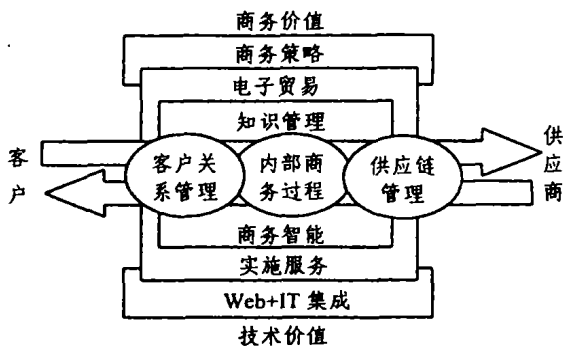 商务价值
商务策略
电子贸易
知识管理
客户
客户关
系管理
内部商
务过程
供应链
管理
供应商
商务智能
实施服务
Web+IT 集成
技术价值